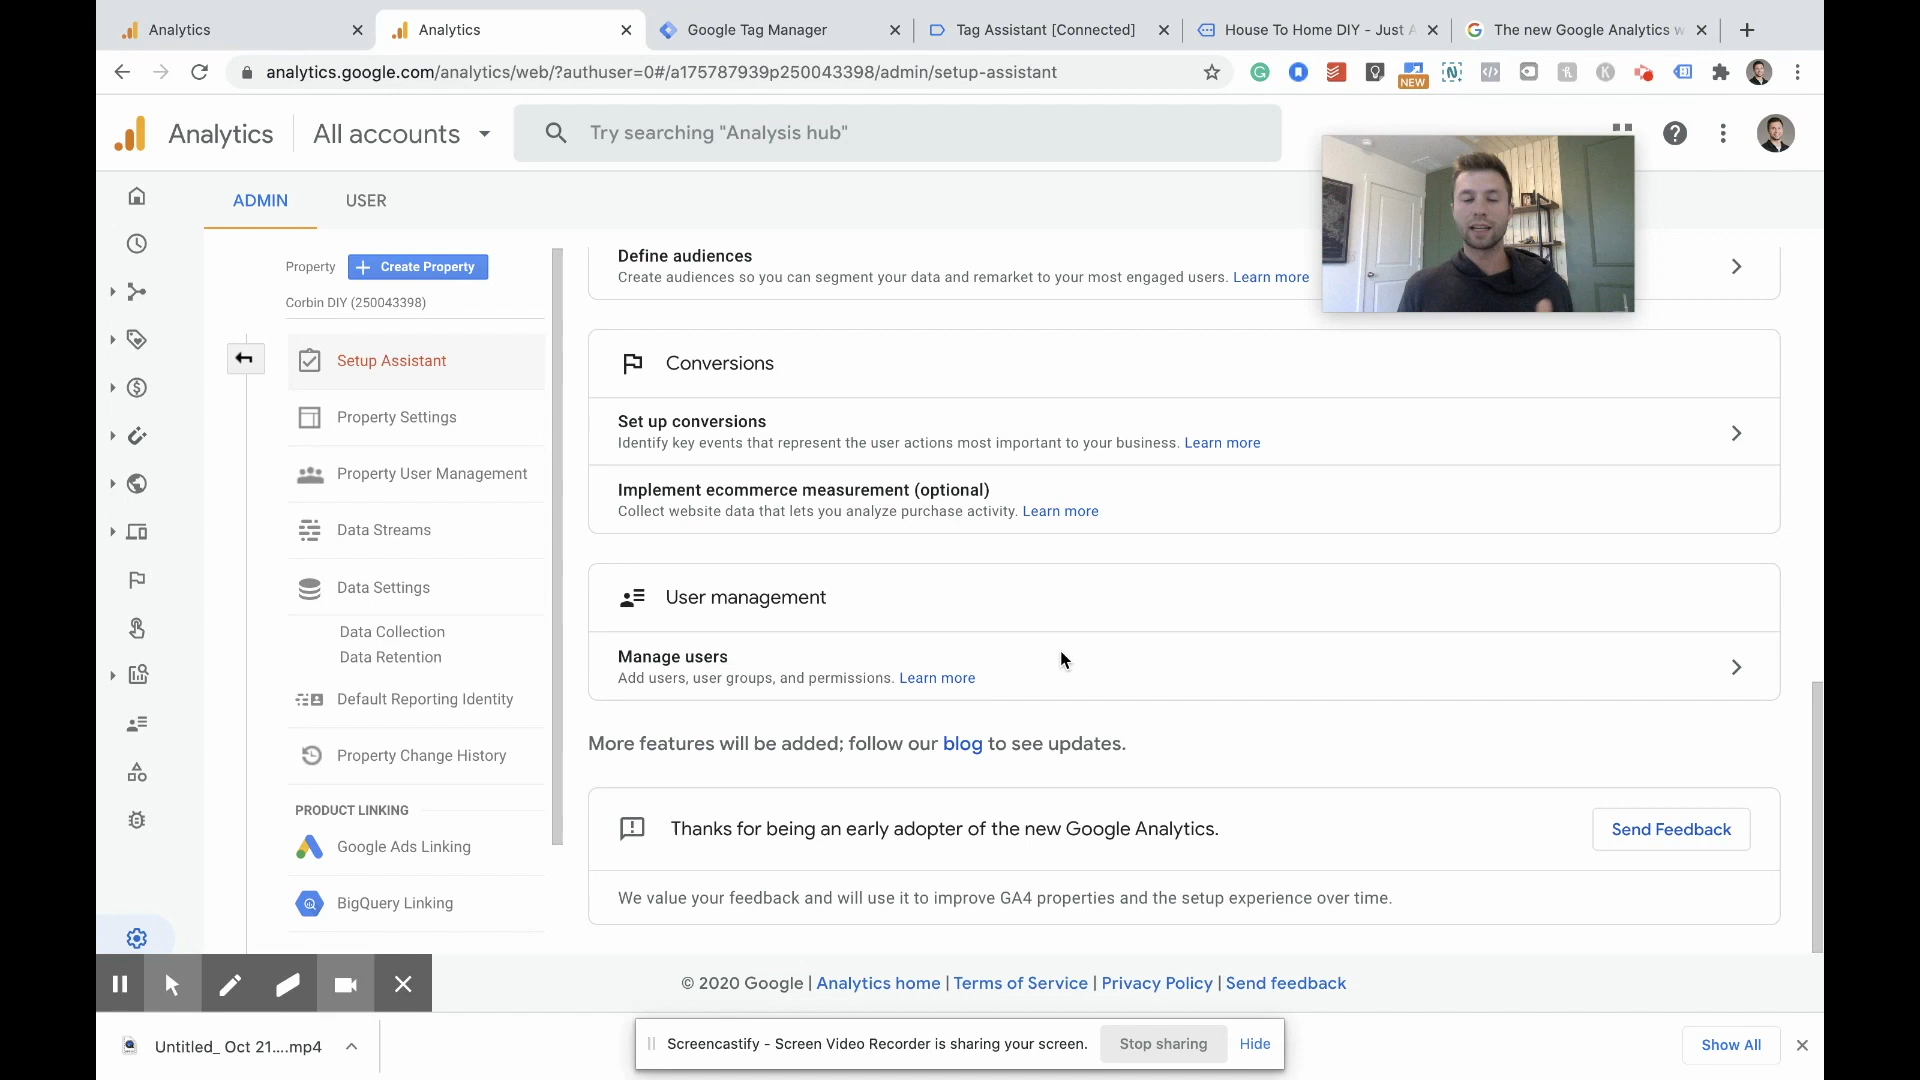 Analytics
Analytics
Google Tag Manager
Tag Assistant [Connected]
House To Home DIY - Just A
The new Google Analytics w
analytics.google.com/analytics/web/?authuser=0#/a175787939p250043398/admin/setup-assistant
NEW
Analytics
All accounts
Try searching "Analysis hub"
ADMIN
USER
Property
Create Property
Corbin DIY (250043398)
Setup Assistant
Property Settings
Property User Management
Data Streams
Data Settings
Data Collection
Data Retention
Default Reporting Identity
Property Change History
PRODUCT LINKING
Google Ads Linking
BigQuery Linking
Define audiences
Create audiences so you can segment your data and remarket to your most engaged users. Learn more
Conversions
Set up conversions
Identify key events that represent the user actions most important to your business. Learn more
Implement ecommerce measurement (optional)
Collect website data that lets you analyze purchase activity. Learn more
User management
Manage users
Add users, user groups, and permissions. Learn more
More features will be added; follow our blog to see updates.
Thanks for being an early adopter of the new Google Analytics.
Send Feedback
We value your feedback and will use it to improve GA4 properties and the setup experience over time.
© 2020 Google | Analytics home | Terms of Service | Privacy Policy | Send feedback
Untitled_ Oct 21....mp4
Screencastify - Screen Video Recorder is sharing your screen.
Stop sharing
Hide
Show All